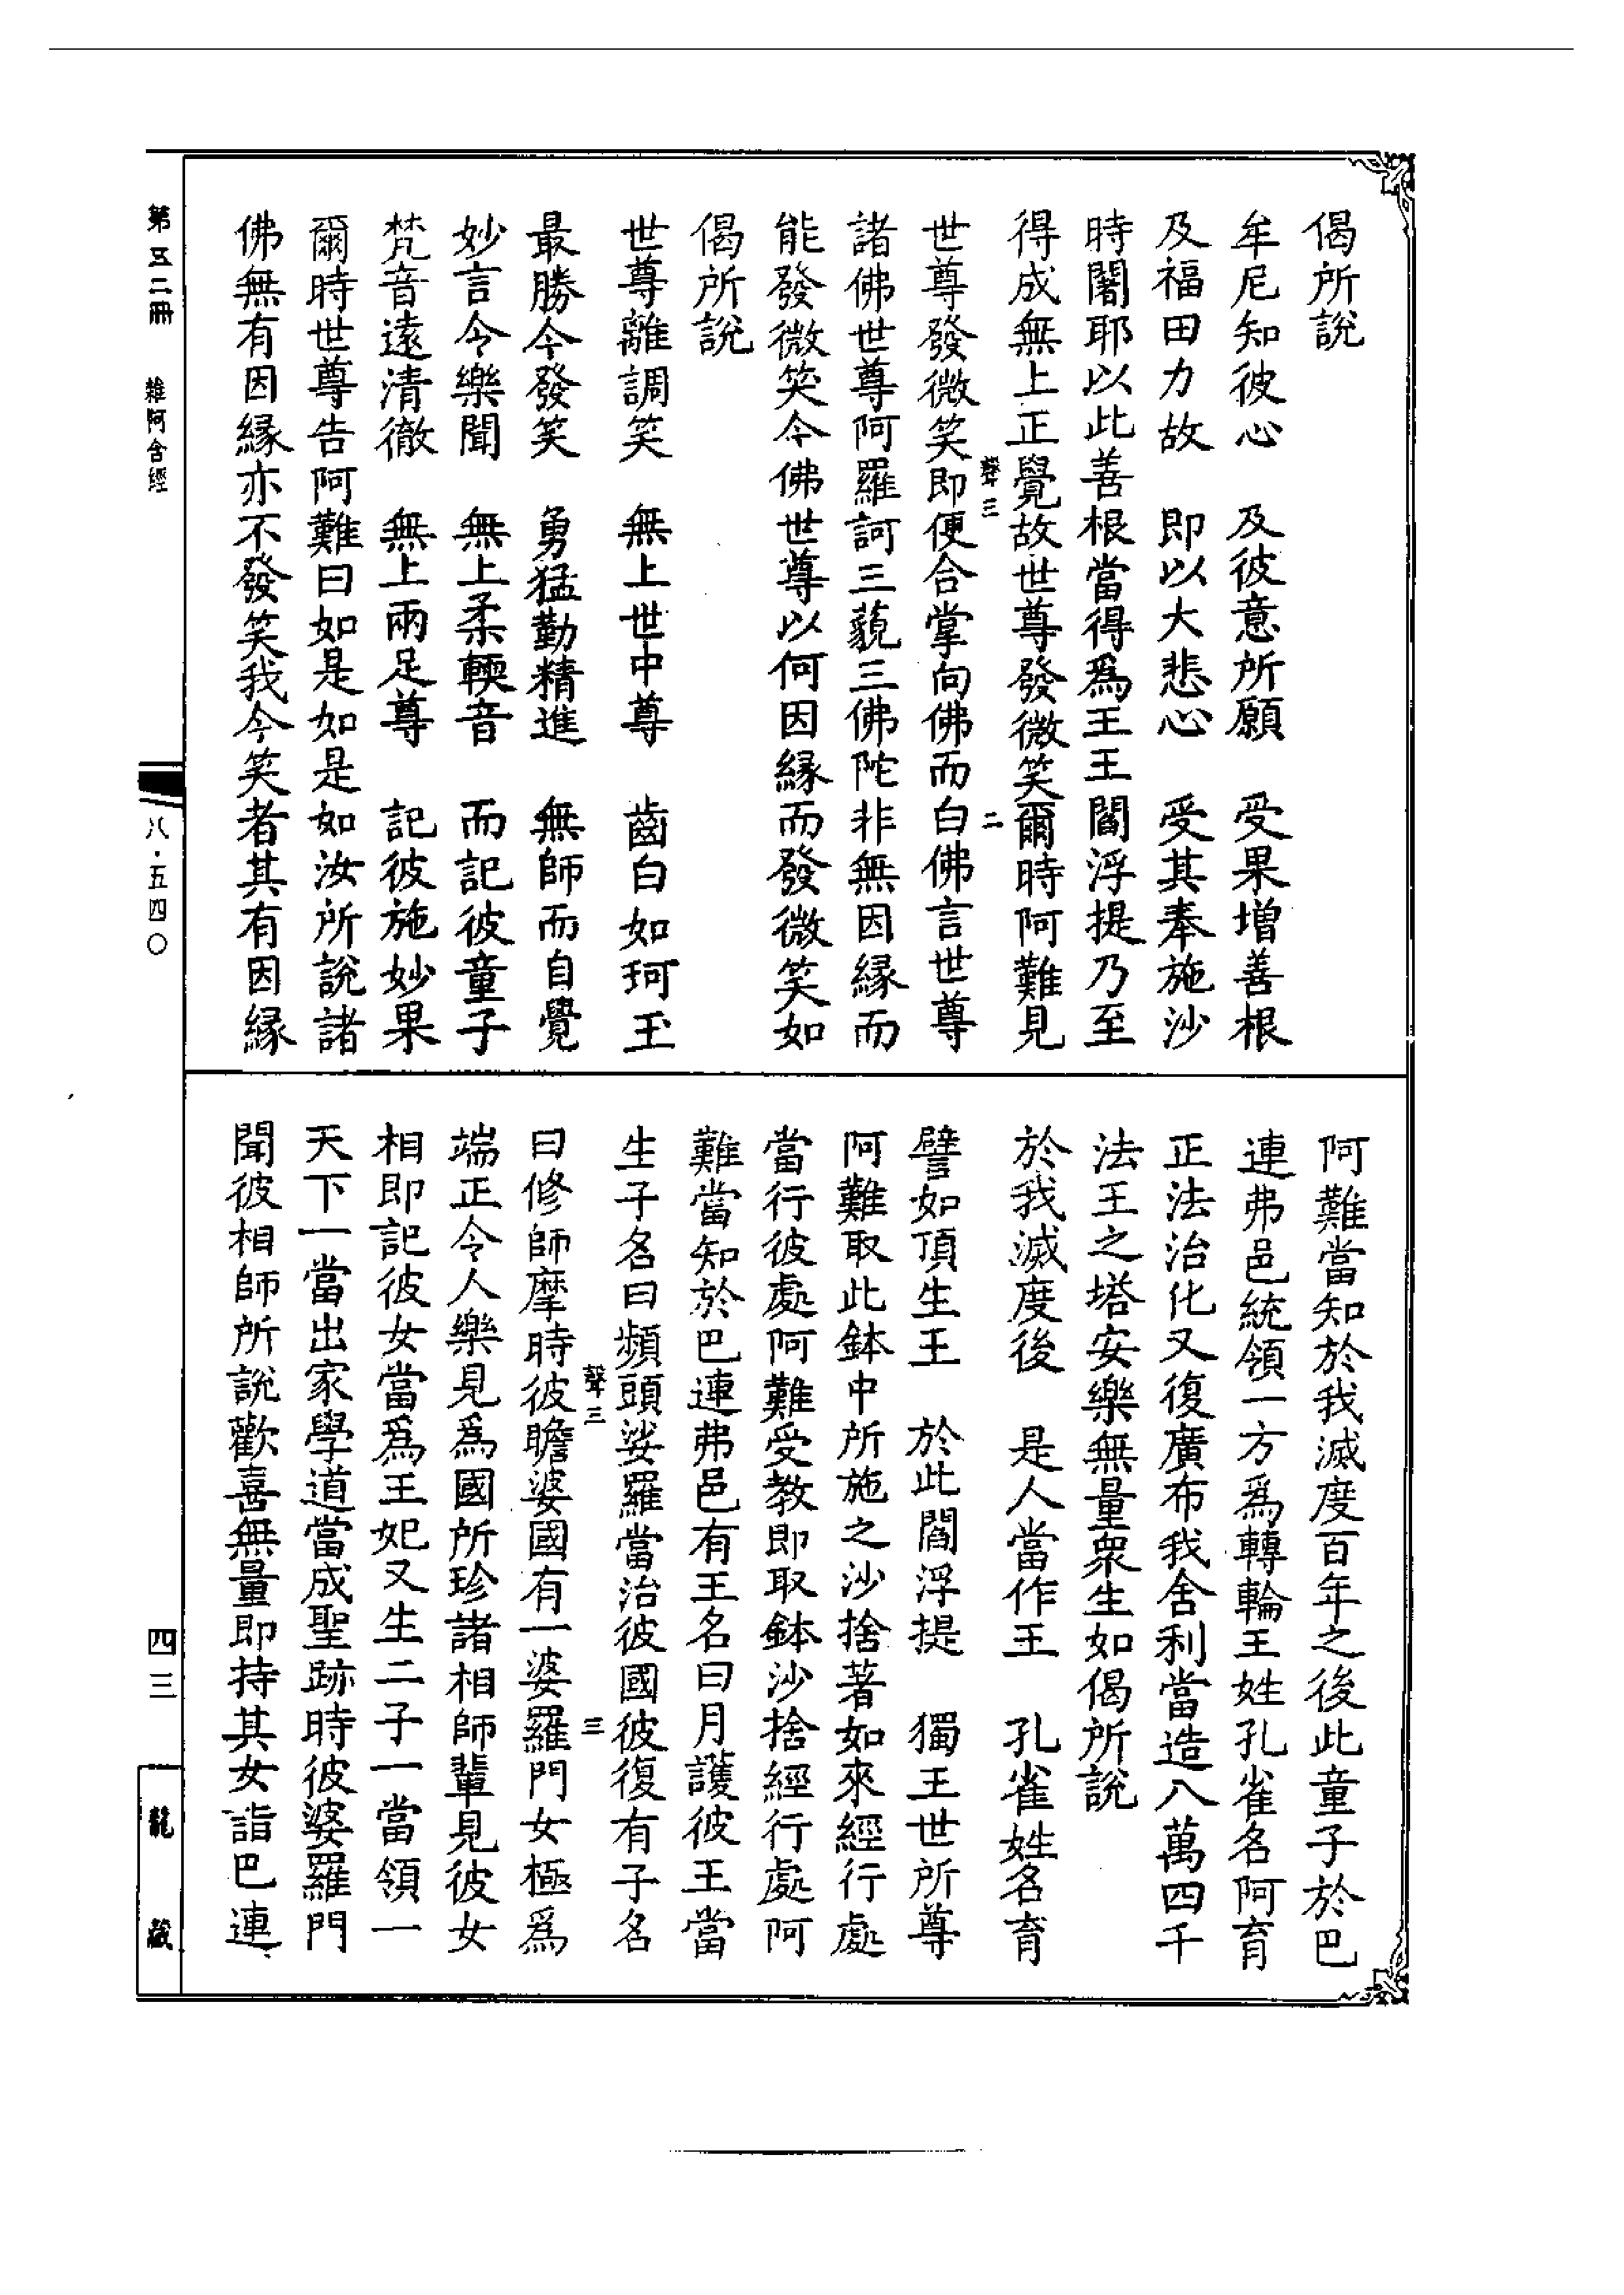 偈所說
牟尼知彼心　及彼意所願　受果增善根
及福田力故　即以大悲心　受其奉施沙
時闍耶以此善根當得爲王王閻浮提乃至
得成無上正覺故世尊發微笑爾時阿難見
聲三　二
世尊發微笑即便合掌向佛而白佛言世尊
諸佛世尊阿羅訶三藐三佛陀非無因緣而
能發微笑今佛世尊以何因緣而發微笑如
偈所說
世尊離調笑　無上世中尊　齒白如珂玉
最勝今發笑　勇猛勤精進　無師而自覺
妙言令樂聞　無上柔輭音　而記彼童子
梵音遠清徹　無上兩足尊　記彼施妙果
爾時世尊告阿難曰如是如是如汝所說諸
佛無有因緣亦不發笑我今笑者其有因緣
阿難當知於我滅度百年之後此童子於巴
連弗邑統領一方爲轉輪王姓孔雀名阿育
正法治化又復廣布我舍利當造八萬四千
法王之塔安樂無量衆生如偈所說
於我滅度後　是人當作王　孔雀姓名育
譬如頂生王　於此閻浮提　獨王世所尊
阿難取此鉢中所施之沙捨著如來經行處
當行彼處阿難受教即取鉢沙捨經行處阿
難當知於巴連弗邑有王名曰月護彼王當
生子名曰頻頭娑羅當治彼國彼復有子名
聲三　三
曰修師摩時彼瞻婆國有一婆羅門女極爲
端正令人樂見爲國所珍諸相師輩見彼女
相即記彼女當爲王妃又生二子一當領一
天下一當出家學道當成聖跡時彼婆羅門
聞彼相師所說歡喜無量即持其女詣巴連
第五二冊　雜阿含經
八·五四〇
四三
龍藏